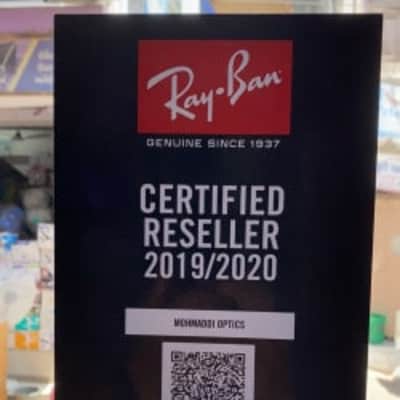 Ray-Ban
GENUINE SINCE 1937
CERTIFIED
RESELLER
2019/2020
MOHMADDI OPTICS